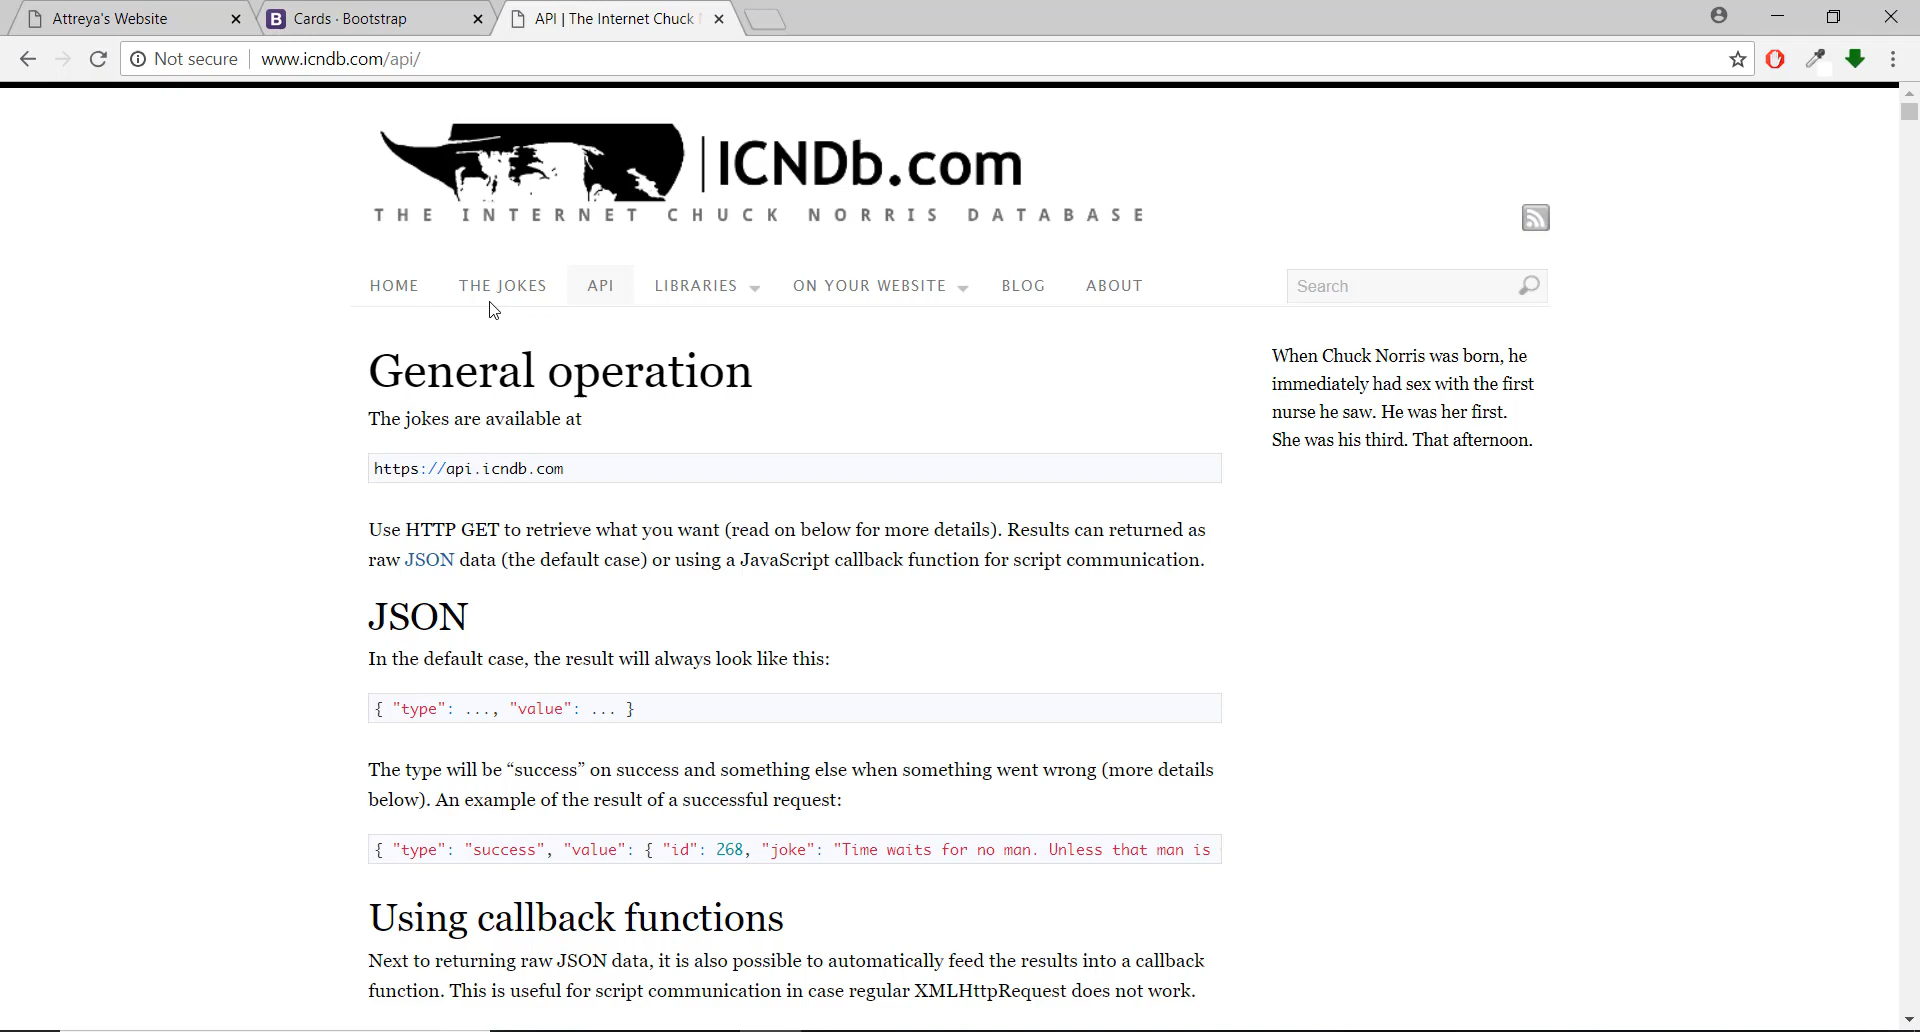 Attreya's Website
Cards · Bootstrap
API | The Internet Chuck
Not secure
www.icndb.com/api/
ICNDb.com
THE INTERNET CHUCK NORRIS DATABASE
HOME THE JOKES API LIBRARIES ON YOUR WEBSITE BLOG ABOUT
Search
General operation
The jokes are available at
https://api.icndb.com
Use HTTP GET to retrieve what you want (read on below for more details). Results can returned as
raw JSON data (the default case) or using a JavaScript callback function for script communication.
JSON
In the default case, the result will always look like this:
{ "type": ..., "value": ... }
The type will be “success” on success and something else when something went wrong (more details
below). An example of the result of a successful request:
{ "type": "success", "value": { "id": 268, "joke": "Time waits for no man. Unless that man is
Using callback functions
Next to returning raw JSON data, it is also possible to automatically feed the results into a callback
function. This is useful for script communication in case regular XMLHttpRequest does not work.
When Chuck Norris was born, he
immediately had sex with the first
nurse he saw. He was her first.
She was his third. That afternoon.